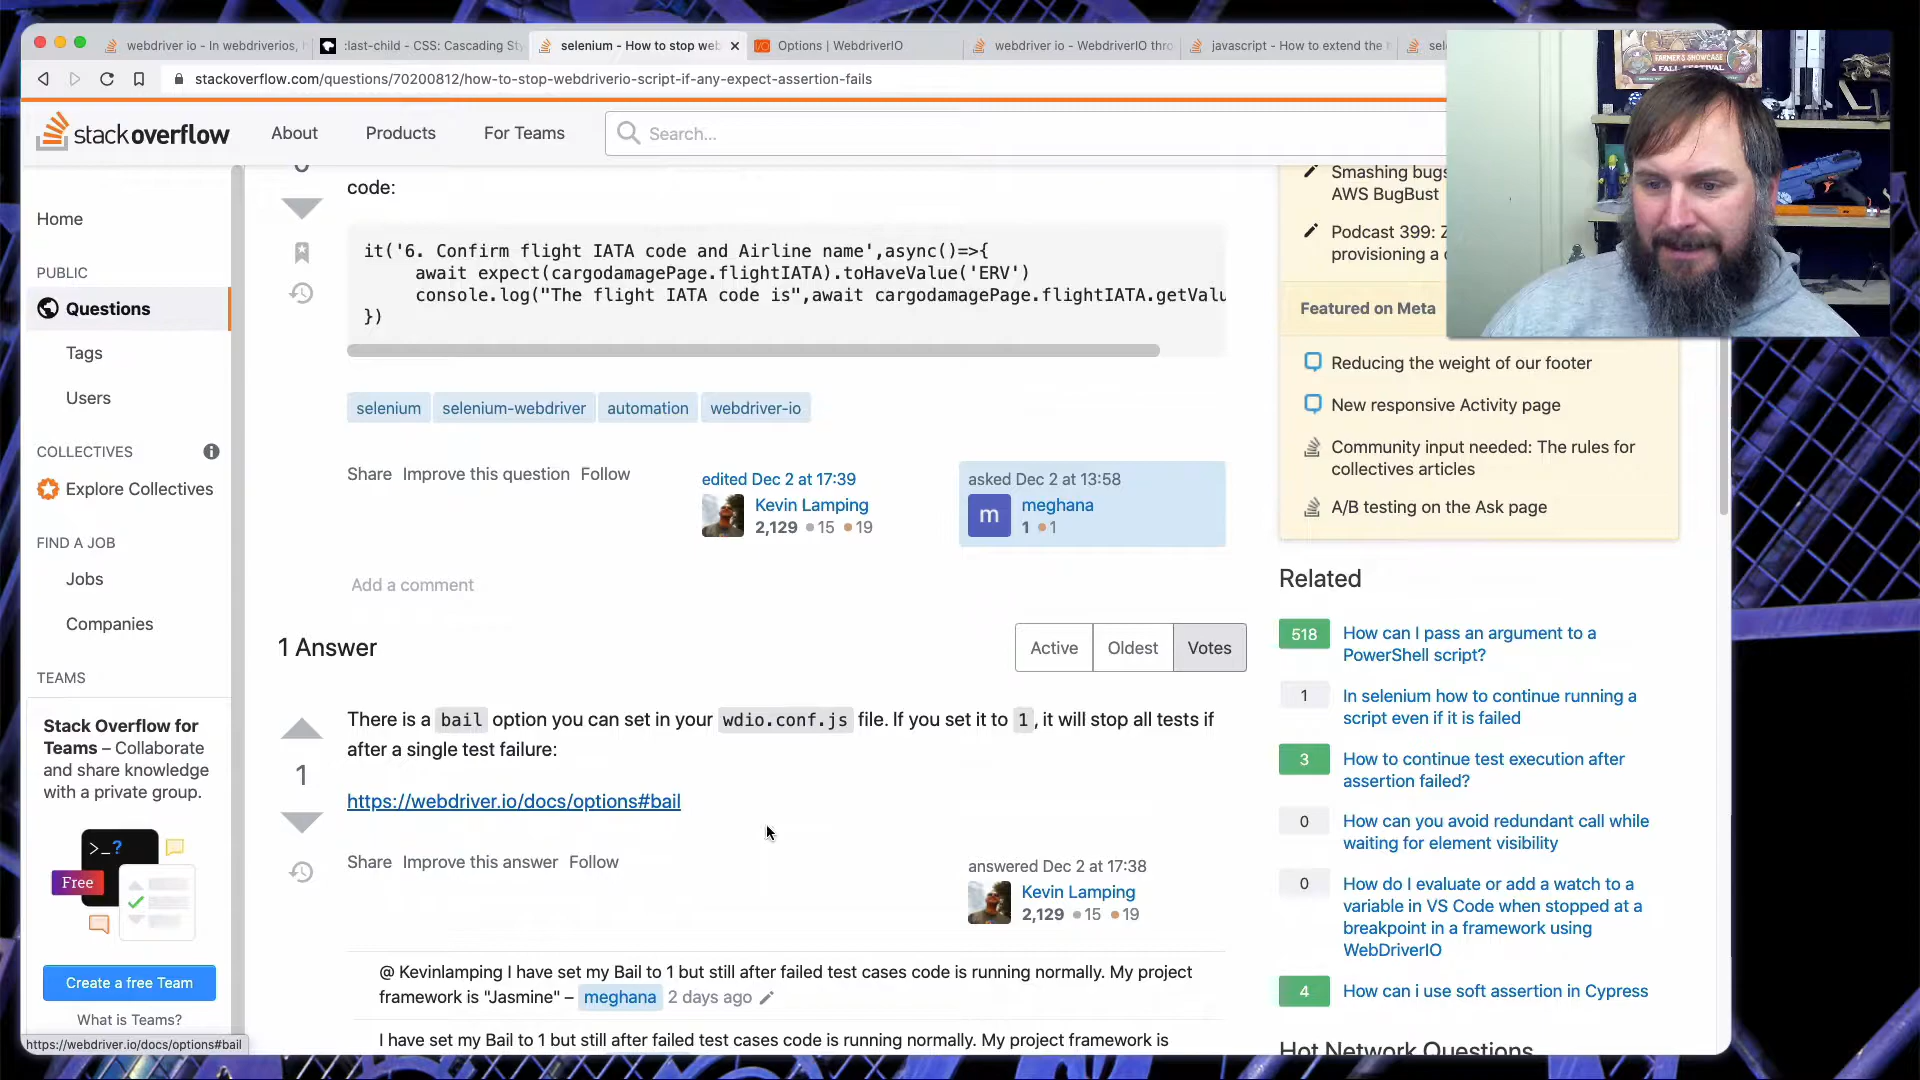 webdriver io - In webdriverios,
:last-child - CSS: Cascading Sty
selenium - How to stop web
Options | WebdriverIO
webdriver io - WebdriverIO thro
javascript - How to extend the
sel
stackoverflow.com/questions/70200812/how-to-stop-webdriverio-script-if-any-expect-assertion-fails
stackoverflow
About
Products
For Teams
Search...
Home
PUBLIC
Questions
Tags
Users
COLLECTIVES
Explore Collectives
FIND A JOB
Jobs
Companies
TEAMS
Stack Overflow for
Teams – Collaborate
and share knowledge
with a private group.
>_?
Free
Create a free Team
What is Teams?
https://webdriver.io/docs/options#bail
code:
it('6. Confirm flight IATA code and Airline name',async()=>{
await expect(cargodamagePage.flightIATA).toHaveValue('ERV')
console.log("The flight IATA code is",await cargodamagePage.flightIATA.getValu
})
selenium
selenium-webdriver
automation
webdriver-io
Share Improve this question Follow
edited Dec 2 at 17:39
Kevin Lamping
2,129 15 19
asked Dec 2 at 13:58
m
meghana
1 1
Add a comment
1 Answer
Active
Oldest
Votes
1
There is a bail option you can set in your wdio.conf.js file. If you set it to 1, it will stop all tests if
after a single test failure:
https://webdriver.io/docs/options#bail
Share Improve this answer Follow
answered Dec 2 at 17:38
Kevin Lamping
2,129 15 19
@ Kevinlamping I have set my Bail to 1 but still after failed test cases code is running normally. My project
framework is "Jasmine" – meghana 2 days ago
I have set my Bail to 1 but still after failed test cases code is running normally. My project framework is
Smashing bugs
AWS BugBust
Podcast 399: Z
provisioning a
Featured on Meta
Reducing the weight of our footer
New responsive Activity page
Community input needed: The rules for
collectives articles
A/B testing on the Ask page
Related
518
How can I pass an argument to a
PowerShell script?
1
In selenium how to continue running a
script even if it is failed
3
How to continue test execution after
assertion failed?
0
How can you avoid redundant call while
waiting for element visibility
0
How do I evaluate or add a watch to a
variable in VS Code when stopped at a
breakpoint in a framework using
WebDriverIO
4
How can i use soft assertion in Cypress
Hot Network Questions
FARMER'S SHOWCASE
FALL FESTIVAL